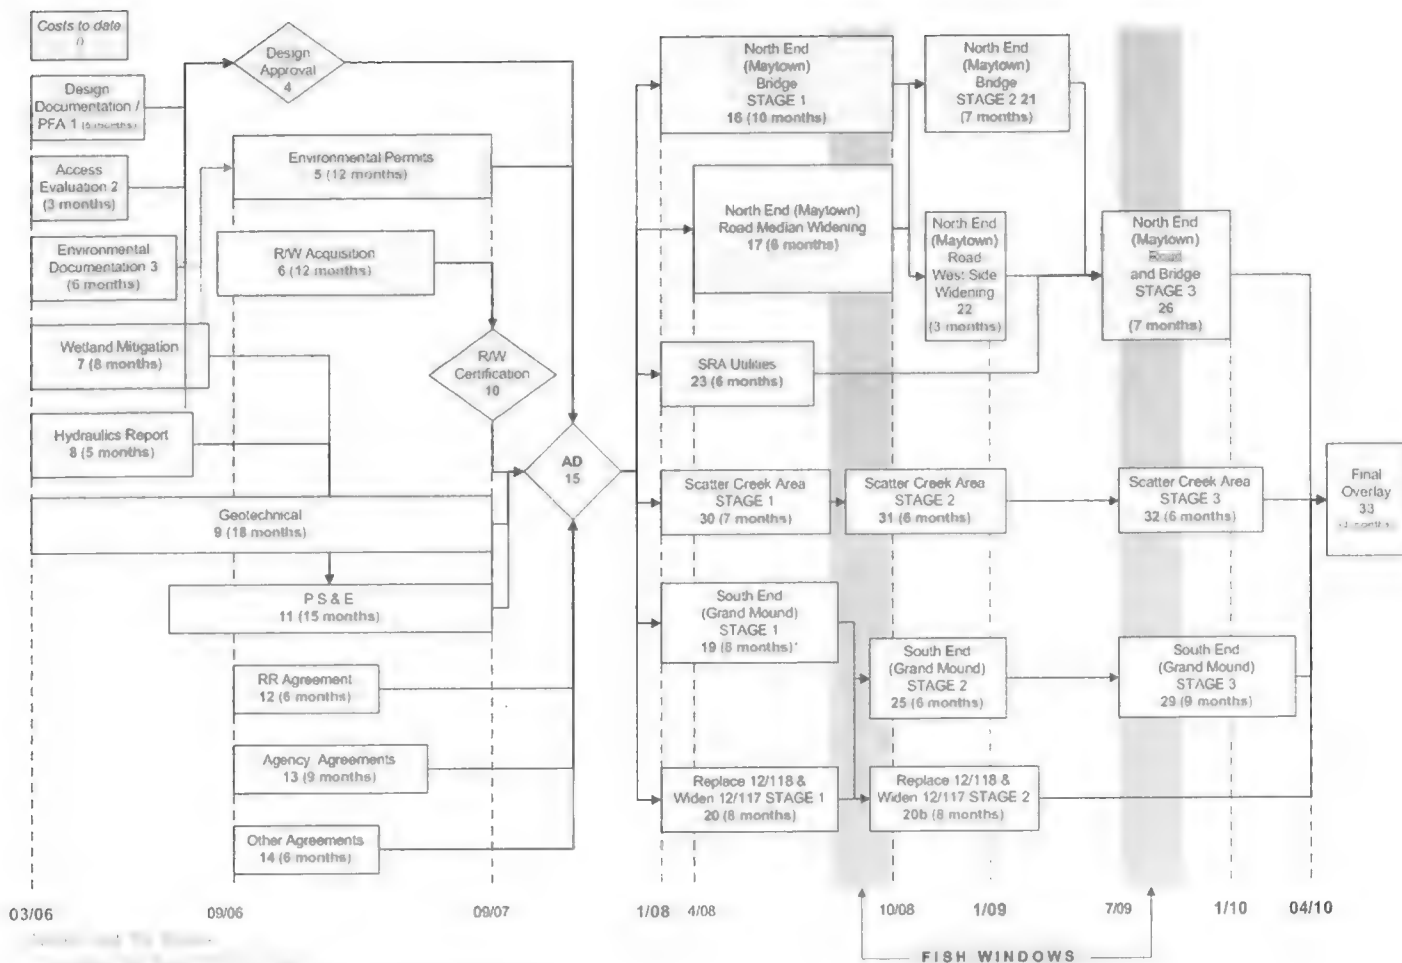 Costs to date
0
Design
Documentation /
PFA 1
Access
Evaluation 2
(3 months)
Environmental
Documentation 3
(6 months)
Wetland Mitigation
7 (8 months)
Hydraulics Report
8 (5 months)
Geotechnical
9 (18 months)
P S & E
11 (15 months)
Design
Approval
4
Environmental Permits
5 (12 months)
R/W Acquisition
6 (12 months)
R/W
Certification
10
RR Agreement
12 (6 months)
Agency Agreements
13 (9 months)
Other Agreements
14 (6 months)
AD
15
North End
(Maytown)
Bridge
STAGE 1
16 (10 months)
North End (Maytown)
Road Median Widening
17 (6 months)
SRA Utilities
23 (6 months)
Scatter Creek Area
STAGE 1
30 (7 months)
South End
(Grand Mound)
STAGE 1
19 (8 months)
Replace 12/118 &
Widen 12/117 STAGE 1
20 (8 months)
North End
(Maytown)
Bridge
STAGE 2 21
(7 months)
North End
(Maytown)
Road
West Side
Widening
22
(3 months)
Scatter Creek Area
STAGE 2
31 (6 months)
South End
(Grand Mound)
STAGE 2
25 (6 months)
Replace 12/118 &
Widen 12/117 STAGE 2
20b (8 months)
North End
(Maytown)
Road
and Bridge
STAGE 3
26
(7 months)
Scatter Creek Area
STAGE 3
32 (6 months)
South End
(Grand Mound)
STAGE 3
29 (9 months)
Final
Overlay
33
03/06
09/06
09/07
1/08
4/08
10/08
1/09
7/09
1/10
04/10
FISH WINDOWS